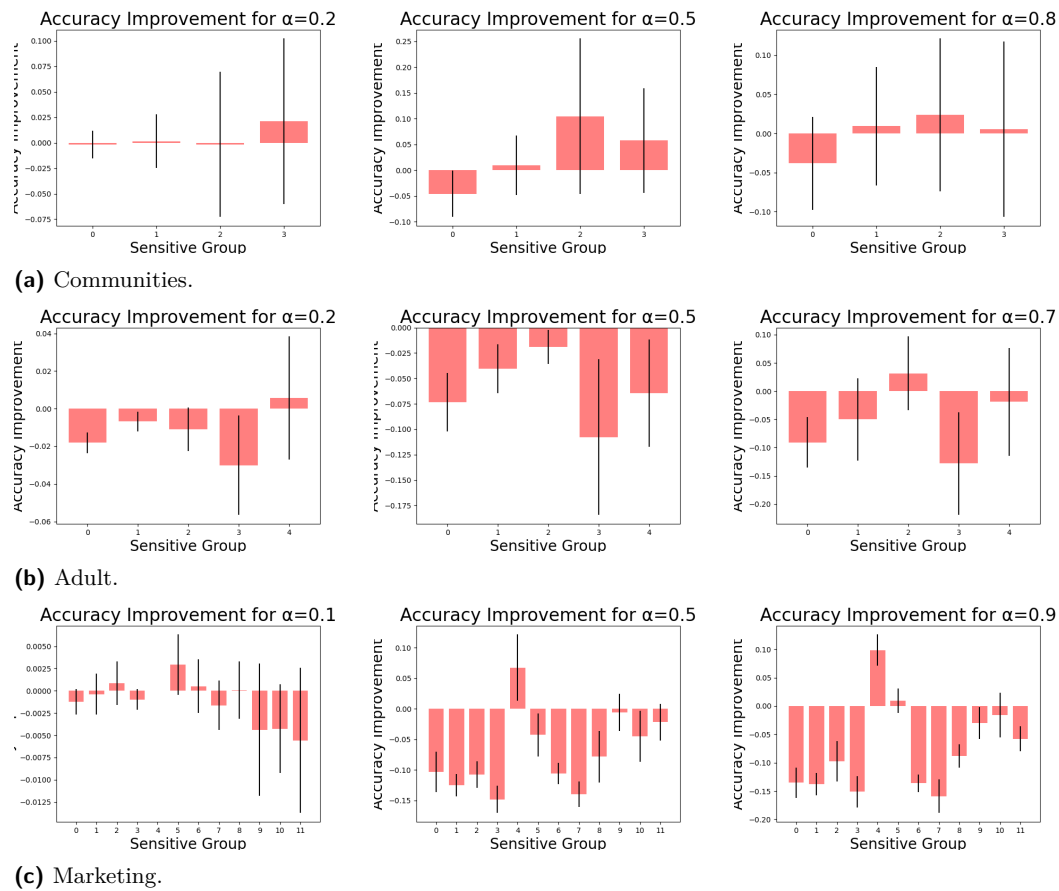 Accuracy Improvement for α=0.2
Accuracy Improvement for α=0.5
Accuracy Improvement for α=0.8
Accuracy Improvement
0.100
0.075
0.050
0.025
0.000
−0.025
−0.050
−0.075
0 1 2 3
Sensitive Group
Accuracy Improvement
0.25
0.20
0.15
0.10
0.05
0.00
−0.05
−0.10
0 1 2 3
Sensitive Group
Accuracy Improvement
0.10
0.05
0.00
−0.05
−0.10
0 1 2 3
Sensitive Group
(a) Communities.
Accuracy Improvement for α=0.2
Accuracy Improvement for α=0.5
Accuracy Improvement for α=0.7
Accuracy Improvement
0.04
0.02
0.00
−0.02
−0.04
−0.06
0 1 2 3 4
Sensitive Group
Accuracy Improvement
0.000
−0.025
−0.050
−0.075
−0.100
−0.125
−0.150
−0.175
0 1 2 3 4
Sensitive Group
Accuracy Improvement
0.10
0.05
0.00
−0.05
−0.10
−0.15
−0.20
0 1 2 3 4
Sensitive Group
(b) Adult.
Accuracy Improvement for α=0.1
Accuracy Improvement for α=0.5
Accuracy Improvement for α=0.9
0.0050
0.0025
0.0000
−0.0025
−0.0050
−0.0075
−0.0100
−0.0125
0 1 2 3 4 5 6 7 8 9 10 11
Sensitive Group
Accuracy Improvement
0.10
0.05
0.00
−0.05
−0.10
−0.15
0 1 2 3 4 5 6 7 8 9 10 11
Sensitive Group
Accuracy Improvement
0.10
0.05
0.00
−0.05
−0.10
−0.15
−0.20
0 1 2 3 4 5 6 7 8 9 10 11
Sensitive Group
(c) Marketing.